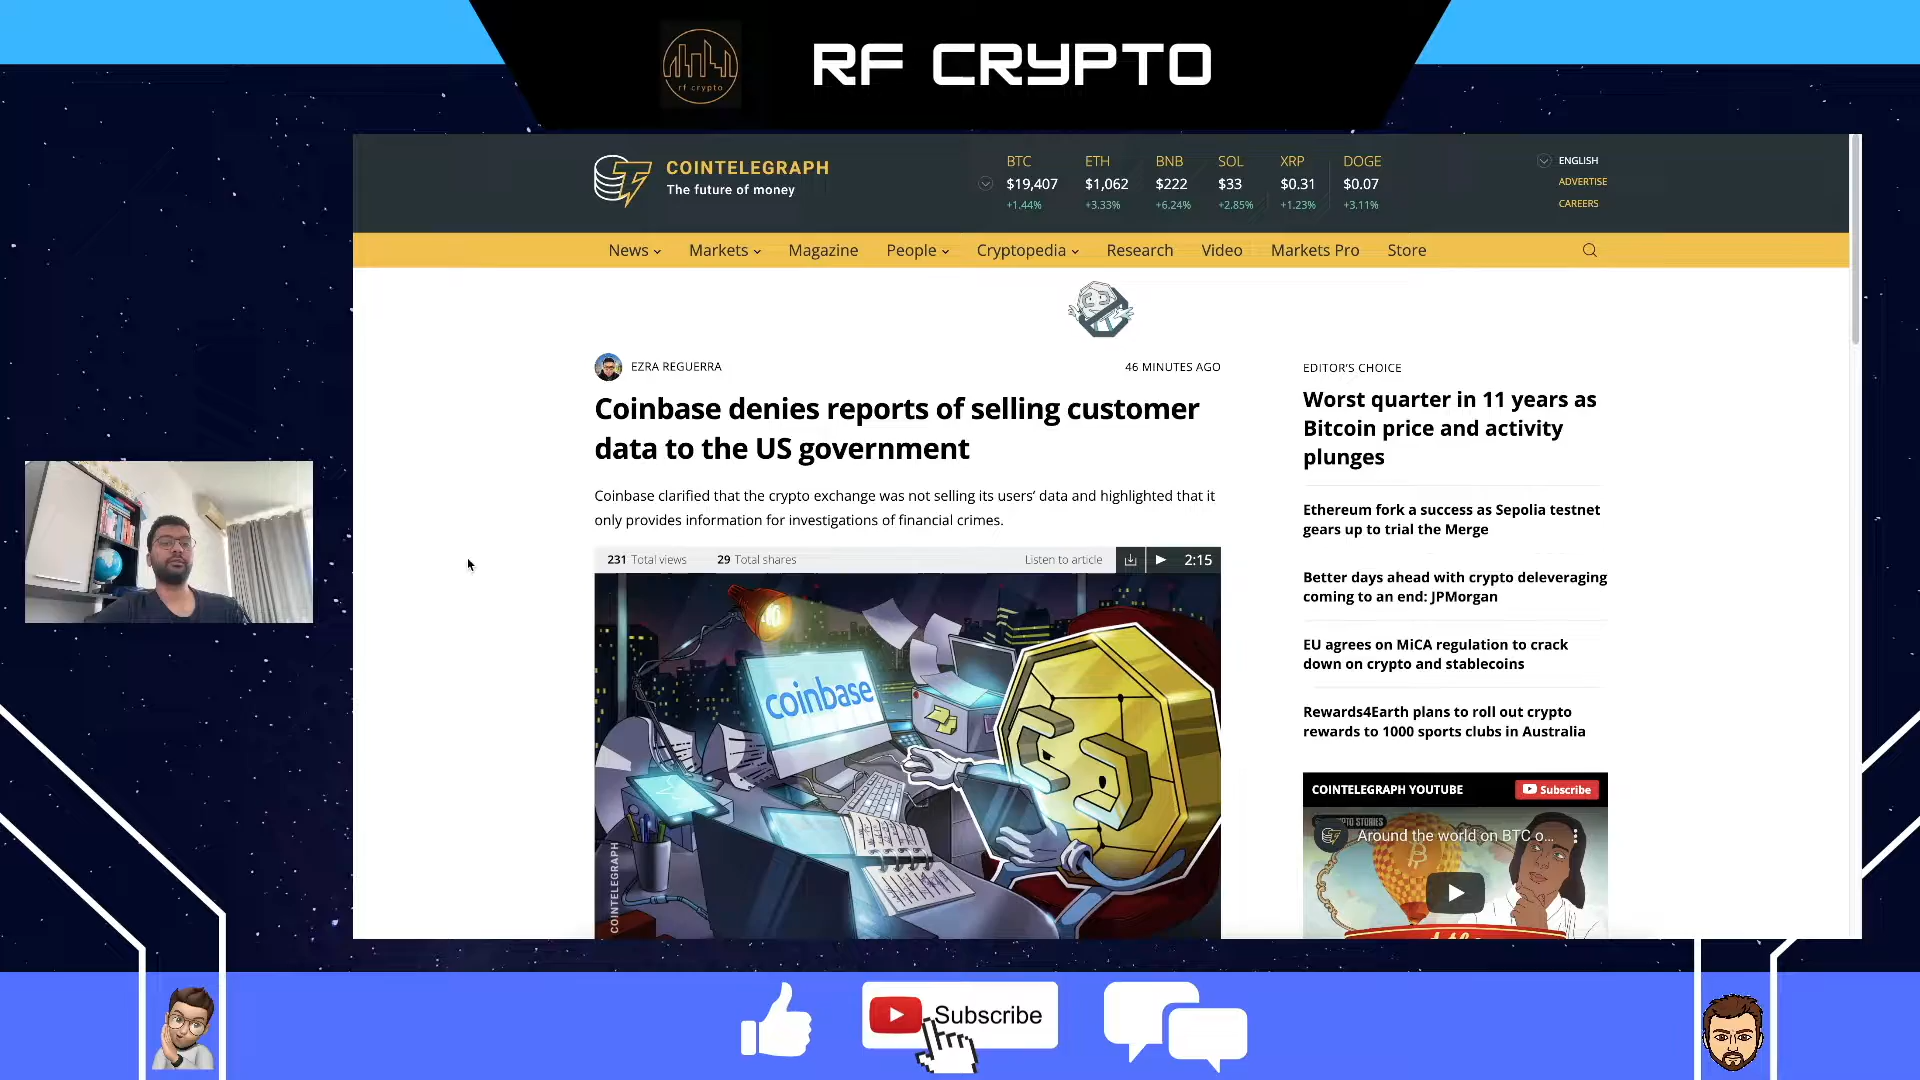 rf crypto
RF CRYPTO
COINTELEGRAPH
The future of money
BTC ETH BNB SOL XRP DOGE
$19,407 $1,062 $222 $33 $0.31 $0.07
+1.44% +3.33% +6.24% +2.85% +1.23% +3.11%
ENGLISH
ADVERTISE
CAREERS
News Markets Magazine People Cryptopedia Research Video Markets Pro Store
EZRA REGUERRA
46 MINUTES AGO
Coinbase denies reports of selling customer
data to the US government
Coinbase clarified that the crypto exchange was not selling its users’ data and highlighted that it
only provides information for investigations of financial crimes.
231 Total views 29 Total shares Listen to article 2:15
coinbase
COINTELEGRAPH
EDITOR’S CHOICE
Worst quarter in 11 years as
Bitcoin price and activity
plunges
Ethereum fork a success as Sepolia testnet
gears up to trial the Merge
Better days ahead with crypto deleveraging
coming to an end: JPMorgan
EU agrees on MiCA regulation to crack
down on crypto and stablecoins
Rewards4Earth plans to roll out crypto
rewards to 1000 sports clubs in Australia
COINTELEGRAPH YOUTUBE
Subscribe
Around the world on BTC o...
Subscribe